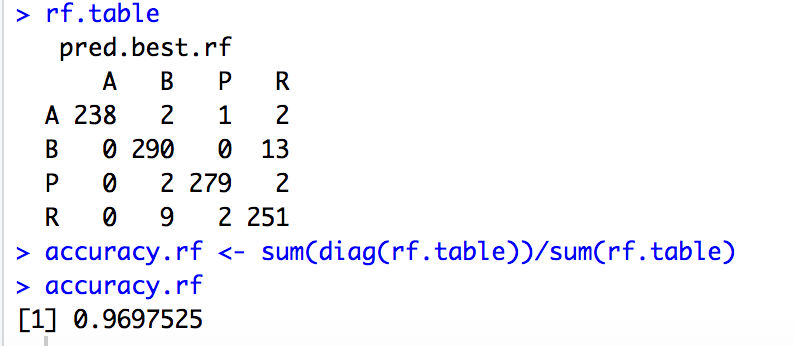 > rf.table
pred.best.rf
A B P R
A 238 2 1 2
B 0 290 0 13
P 0 2 279 2
R 0 9 2 251
> accuracy.rf <- sum(diag(rf.table))/sum(rf.table)
> accuracy.rf
[1] 0.9697525